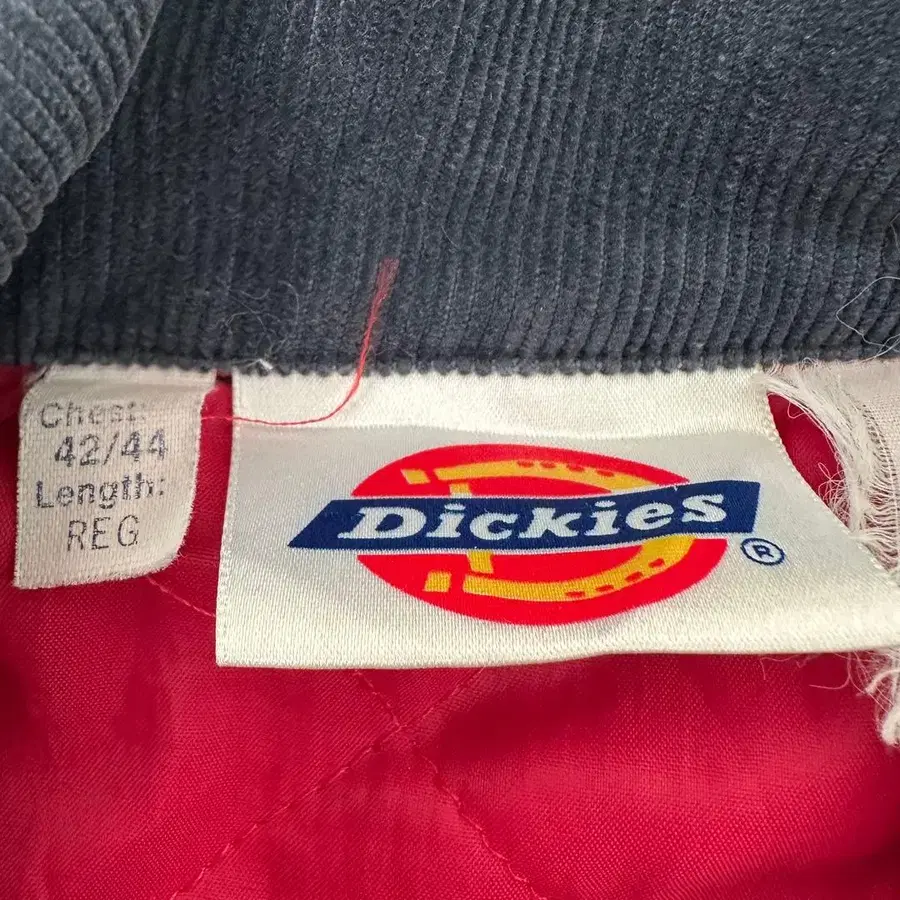 Chest:
42/44
Length:
REG
Dickies
®